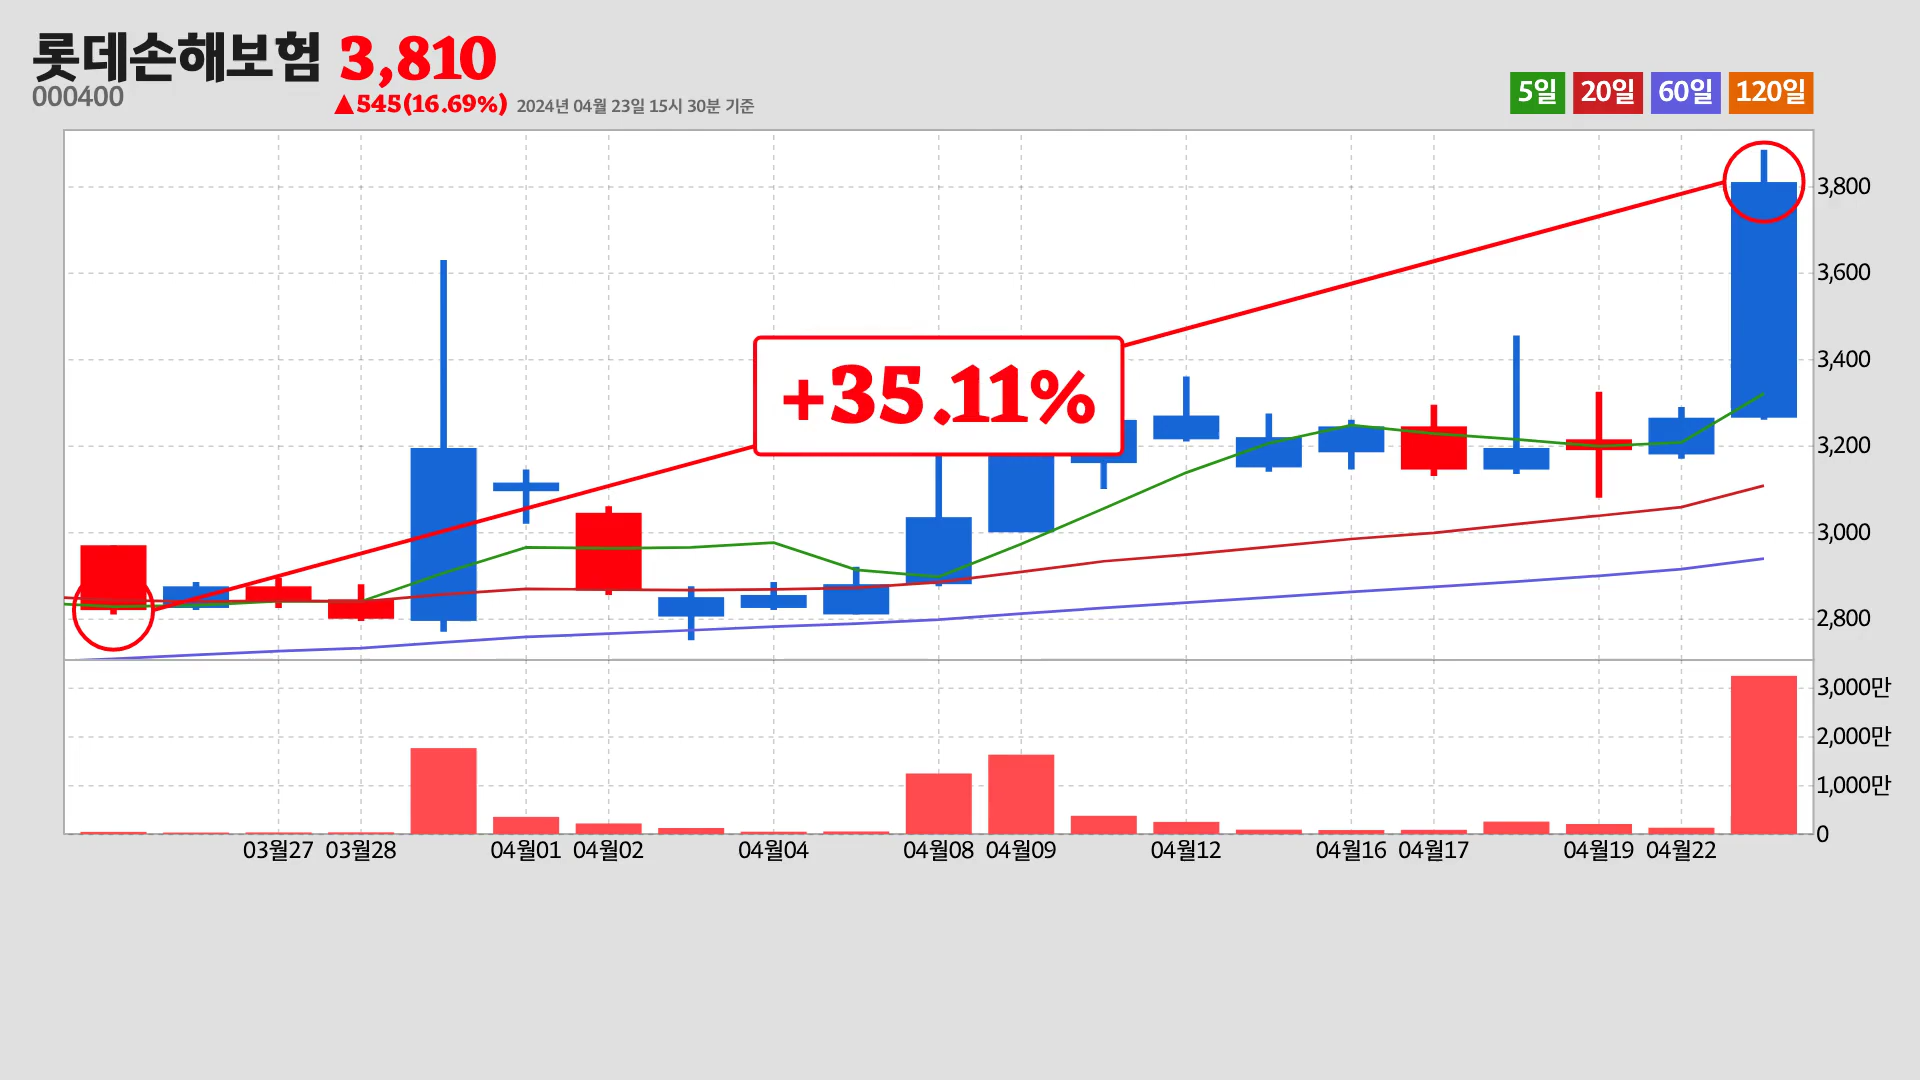 롯데손해보험 3,810
000400
▲545(16.69%) 2024년 04월 23일 15시 30분 기준
5일 20일 60일 120일
3,800
3,600
3,400
+35.11%
3,200
3,000
2,800
3,000만
2,000만
1,000만
0
03월27 03월28 04월01 04월02 04월04 04월08 04월09 04월12 04월16 04월17 04월19 04월22